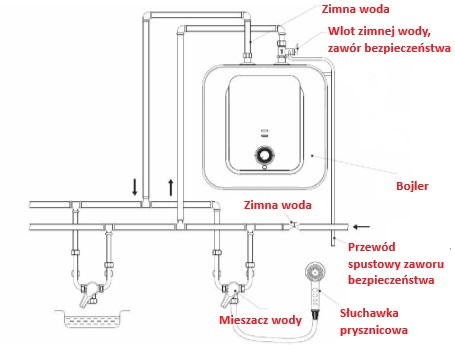 Zimna woda
Wlot zimnej wody,
zawór bezpieczeństwa
Bojler
Zimna woda
Przewód
spustowy zaworu
bezpieczeństwa
Mieszacz wody
Słuchawka
prysznicowa